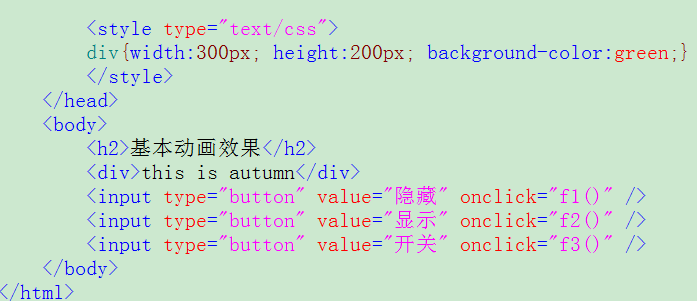 <style type="text/css">
div{width:300px; height:200px; background-color:green;}
</style>
</head>
<body>
<h2>基本动画效果</h2>
<div>this is autumn</div>
<input type="button" value="隐藏" onclick="f1()" />
<input type="button" value="显示" onclick="f2()" />
<input type="button" value="开关" onclick="f3()" />
</body>
</html>